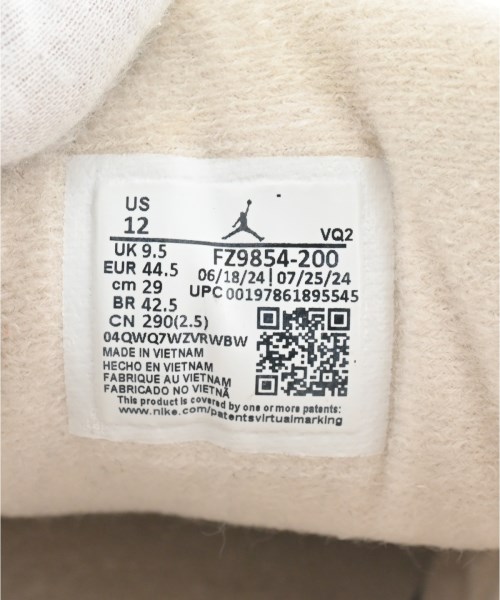 US
12
VQ2
UK 9.5
FZ9854-200
EUR 44.5
06/18/24|07/25/24
cm 29
UPC 00197861895545
BR 42.5
CN 290(2.5)
04QWQ7WZVRWBW
MADE IN VIETNAM
HECHO EN VIETNAM
FABRIQUE AU VIETNAM
FABRICADO NO VIETNÃ
This product is covered by one or more patents:
www.nike.com/patentsvirtualmarking